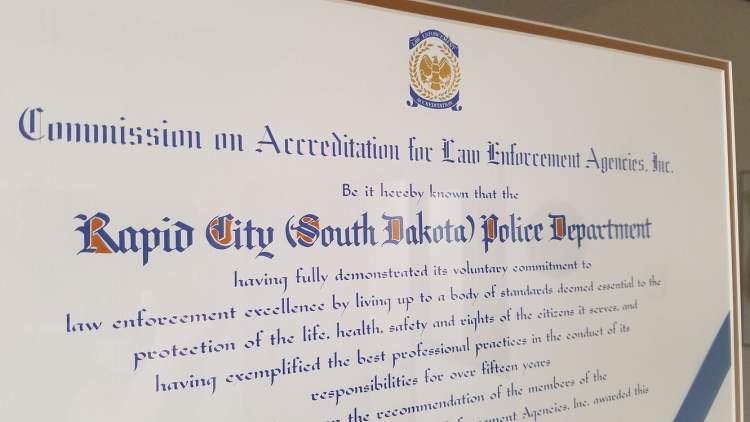 LAW ENFORCEMENT
ACCREDITATION
Commission on Accreditation for Law Enforcement Agencies, Inc.
Be it hereby known that the
Rapid City (South Dakota) Police Department
having fully demonstrated its voluntary commitment to
law enforcement excellence by living up to a body of standards deemed essential to the
protection of the life, health, safety and rights of the citizens it serves, and
having exemplified the best professional practices in the conduct of its
responsibilities for over fifteen years
the recommendation of the members of the
Agencies, Inc. awarded this